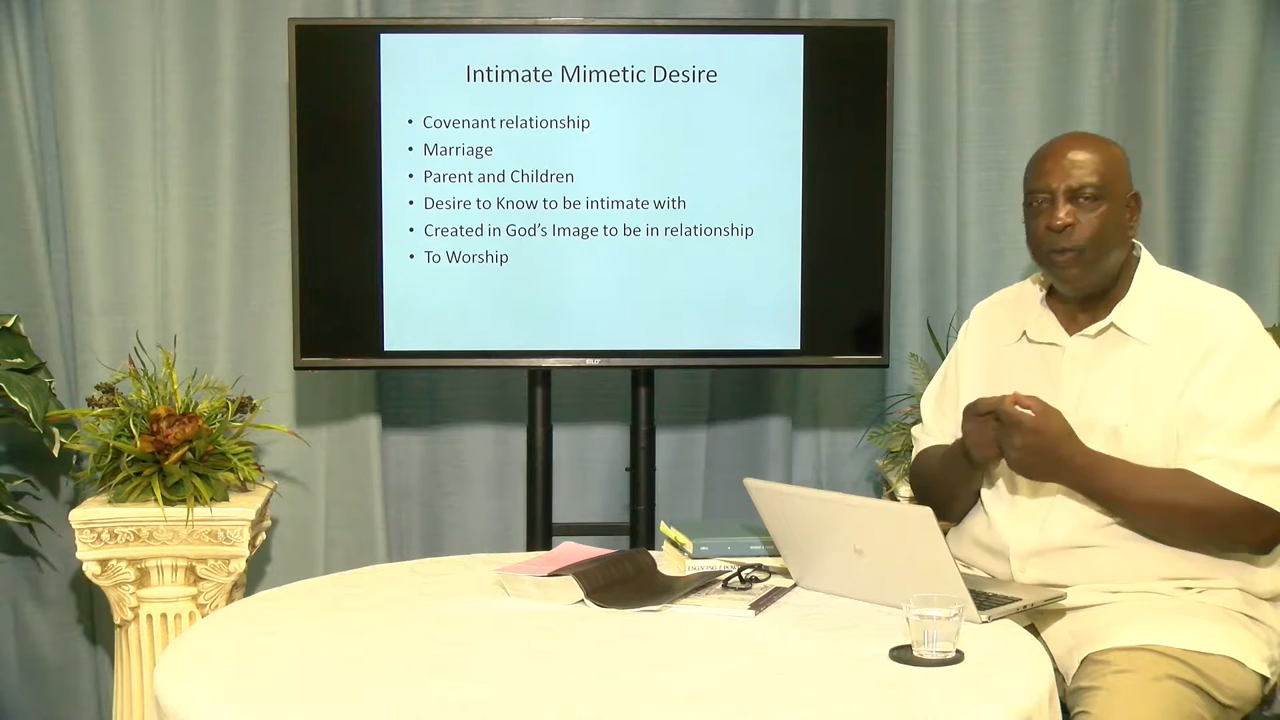 Intimate Mimetic Desire
• Covenant relationship
• Marriage
• Parent and Children
• Desire to Know to be intimate with
• Created in God's Image to be in relationship
• To Worship